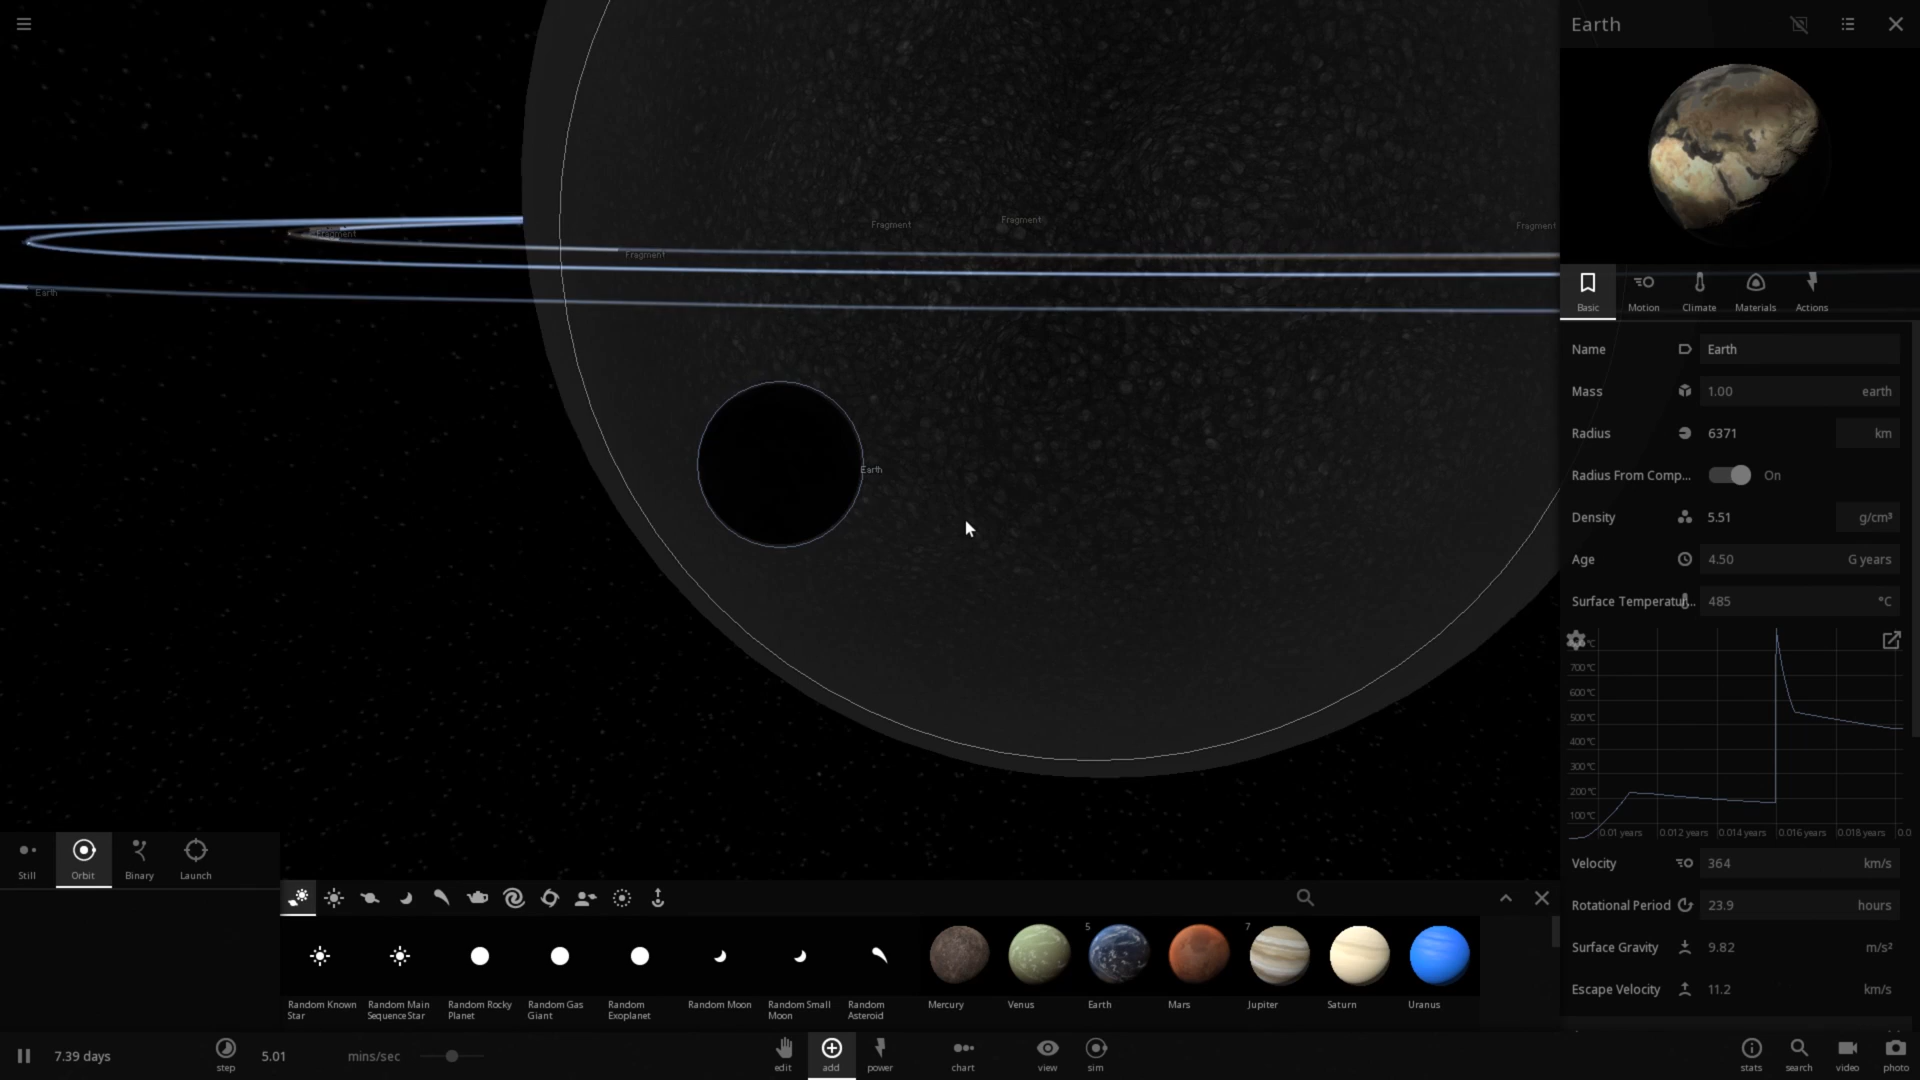 Earth
Fragment
Fragment
Fragment
Fragment
Fragment
Earth
Earth
Basic
Motion
Climate
Materials
Actions
Name
Earth
Mass
1.00
earth
Radius
6371
km
Radius From Comp...
On
Density
5.51
g/cm³
Age
4.50
G years
Surface Temperatur...
485
°C
°C
700 °C
600 °C
500 °C
400 °C
300 °C
200 °C
100 °C
0.01 years
0.012 years
0.014 years
0.016 years
0.018 years
0.0
Velocity
364
km/s
Rotational Period
23.9
hours
Surface Gravity
9.82
m/s²
Escape Velocity
11.2
km/s
Still
Orbit
Binary
Launch
5
7
Random Known
Star
Random Main
Sequence Star
Random Rocky
Planet
Random Gas
Giant
Random
Exoplanet
Random Moon
Random Small
Moon
Random
Asteroid
Mercury
Venus
Earth
Mars
Jupiter
Saturn
Uranus
7.39 days
step
5.01
mins/sec
edit
add
power
chart
view
sim
stats
search
video
photo